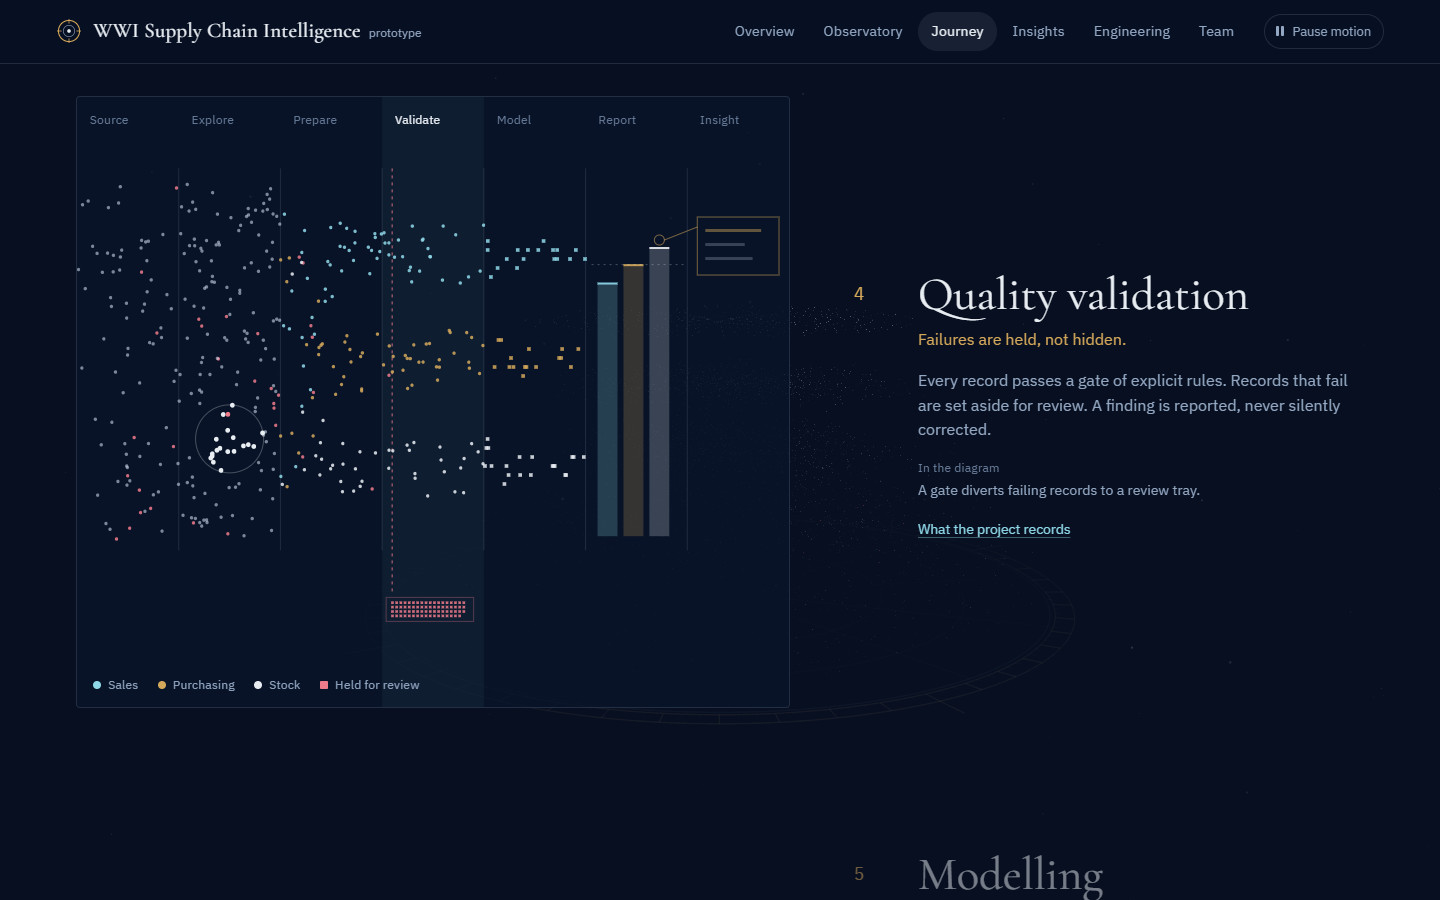 WWI Supply Chain Intelligence prototype
Overview Observatory Journey Insights Engineering Team Pause motion
Source Explore Prepare Validate Model Report Insight
Sales Purchasing Stock Held for review
4 Quality validation
Failures are held, not hidden.
Every record passes a gate of explicit rules. Records that fail
are set aside for review. A finding is reported, never silently
corrected.
In the diagram
A gate diverts failing records to a review tray.
What the project records
5 Modelling